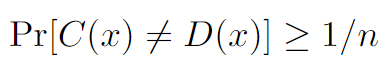 Pr[C(x) ≠ D(x)] ≥ 1/n